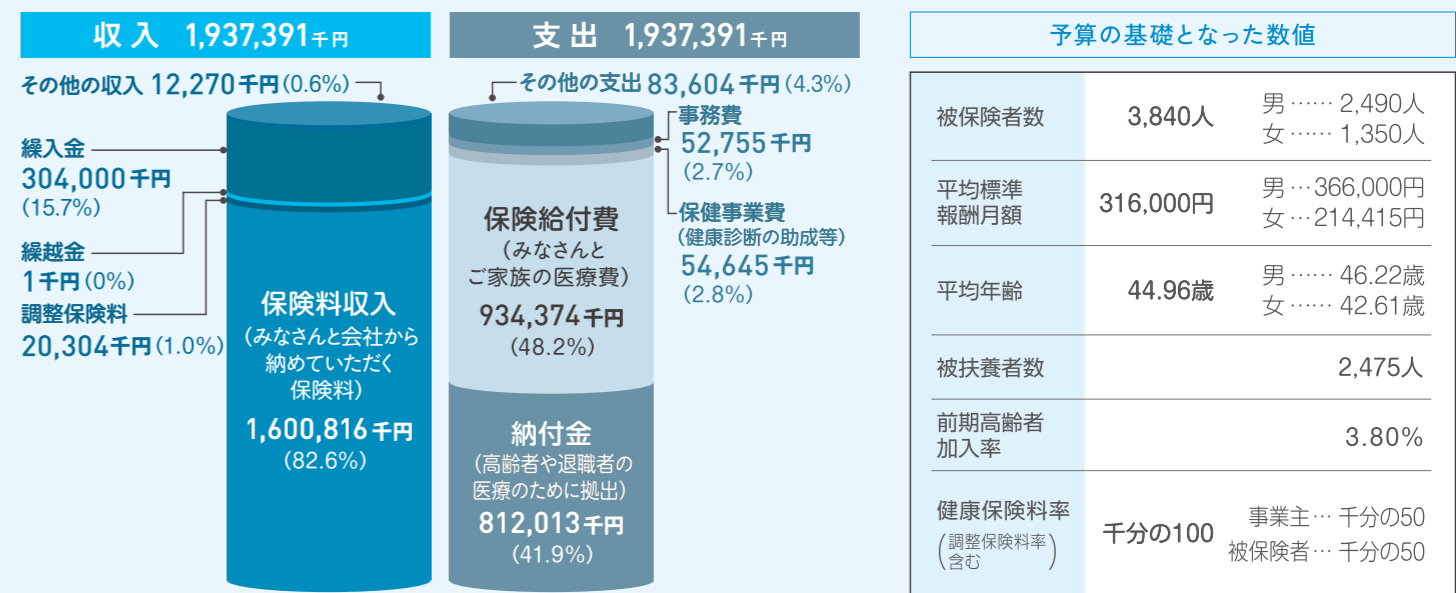 収入 1,937,391千円
その他の収入 12,270千円(0.6%)
繰入金
304,000千円
(15.7%)
繰越金
1千円(0%)
調整保険料
20,304千円(1.0%)
保険料収入
(みなさんと会社から
納めていただく
保険料)
1,600,816千円
(82.6%)
支出 1,937,391千円
その他の支出 83,604千円(4.3%)
事務費
52,755千円
(2.7%)
保健事業費
(健康診断の助成等)
54,645千円
(2.8%)
保険給付費
(みなさんと
ご家族の医療費)
934,374千円
(48.2%)
納付金
(高齢者や退職者の
医療のために拠出)
812,013千円
(41.9%)
予算の基礎となった数値
被保険者数 3,840人 男……2,490人
女……1,350人
平均標準
報酬月額 316,000円 男…366,000円
女…214,415円
平均年齢 44.96歳 男……46.22歳
女……42.61歳
被扶養者数 2,475人
前期高齢者
加入率 3.80%
健康保険料率
(調整保険料率
含む) 千分の100 事業主…千分の50
被保険者…千分の50